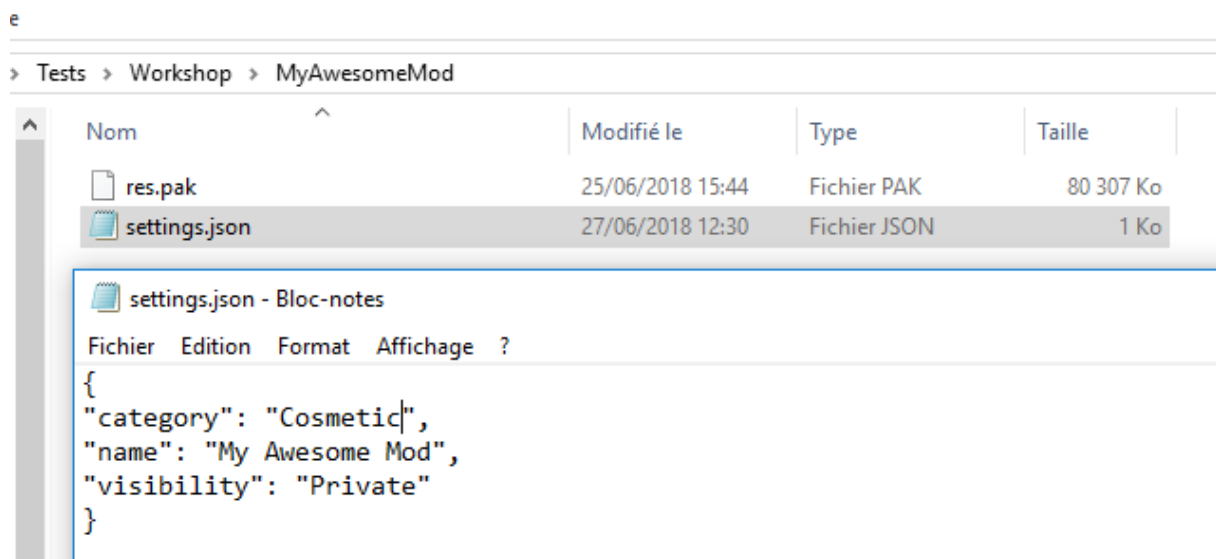 e
> Tests > Workshop > MyAwesomeMod
Nom Modifié le Type Taille
res.pak 25/06/2018 15:44 Fichier PAK 80 307 Ko
settings.json 27/06/2018 12:30 Fichier JSON 1 Ko
settings.json - Bloc-notes
Fichier Edition Format Affichage ?
{
"category": "Cosmetic",
"name": "My Awesome Mod",
"visibility": "Private"
}